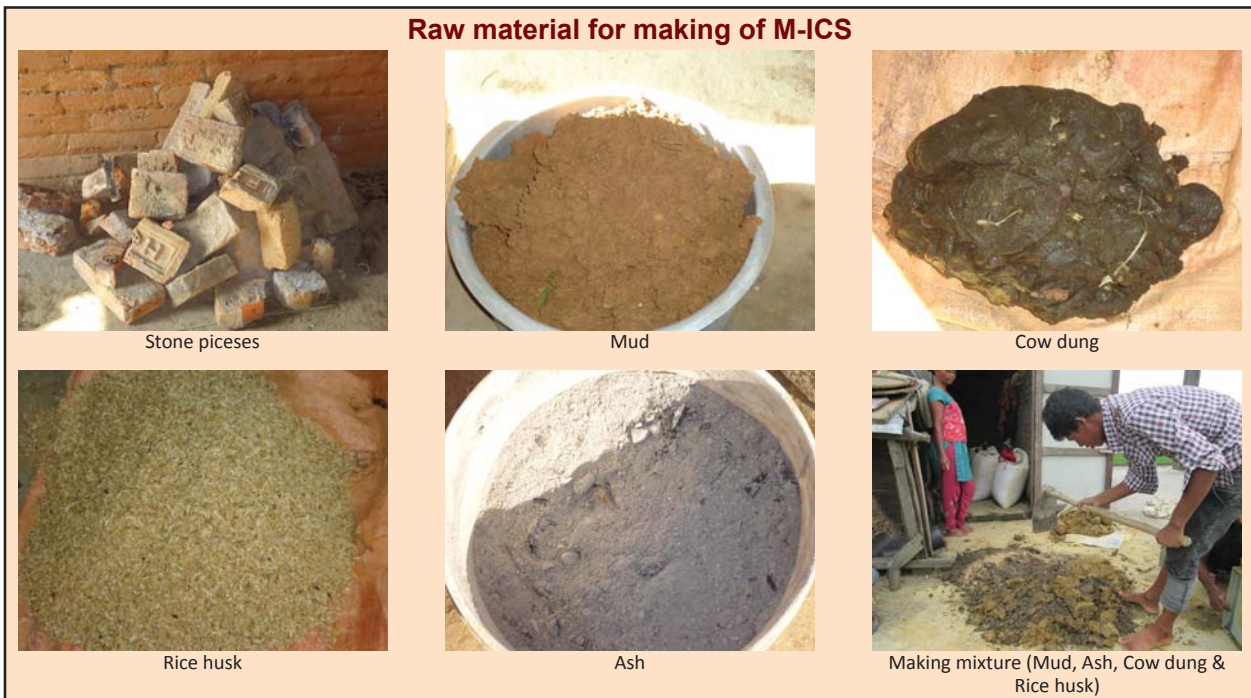 Raw material for making of M-ICS
Stone piceses
Mud
Cow dung
Rice husk
Ash
Making mixture (Mud, Ash, Cow dung &
Rice husk)